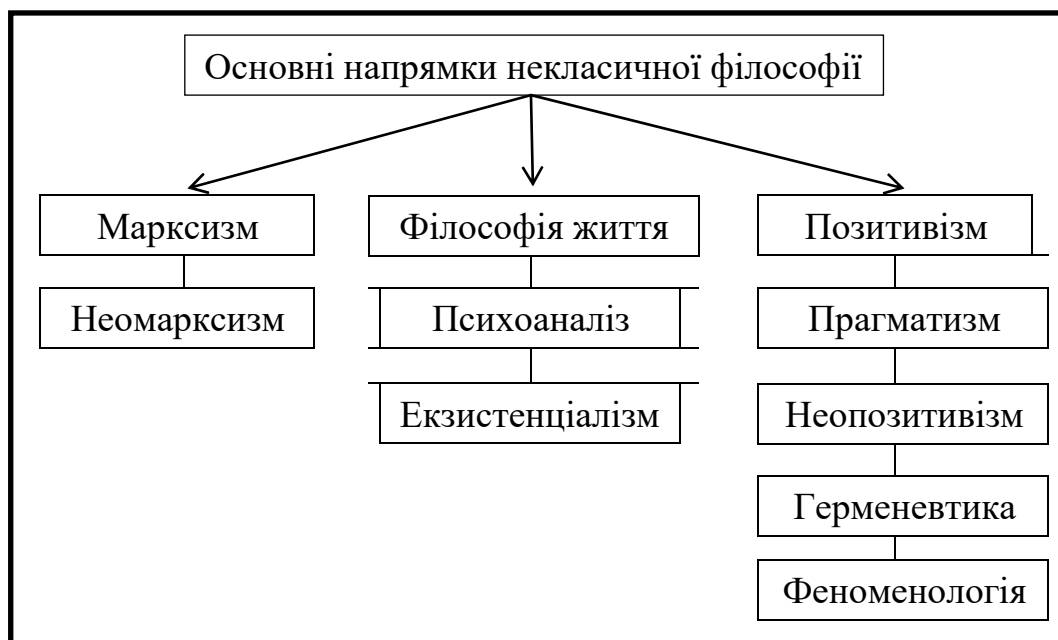 Основні напрямки некласичної філософії
Марксизм
Філософія життя
Позитивізм
Неомарксизм
Психоаналіз
Прагматизм
Екзистенціалізм
Неопозитивізм
Герменевтика
Феноменологія